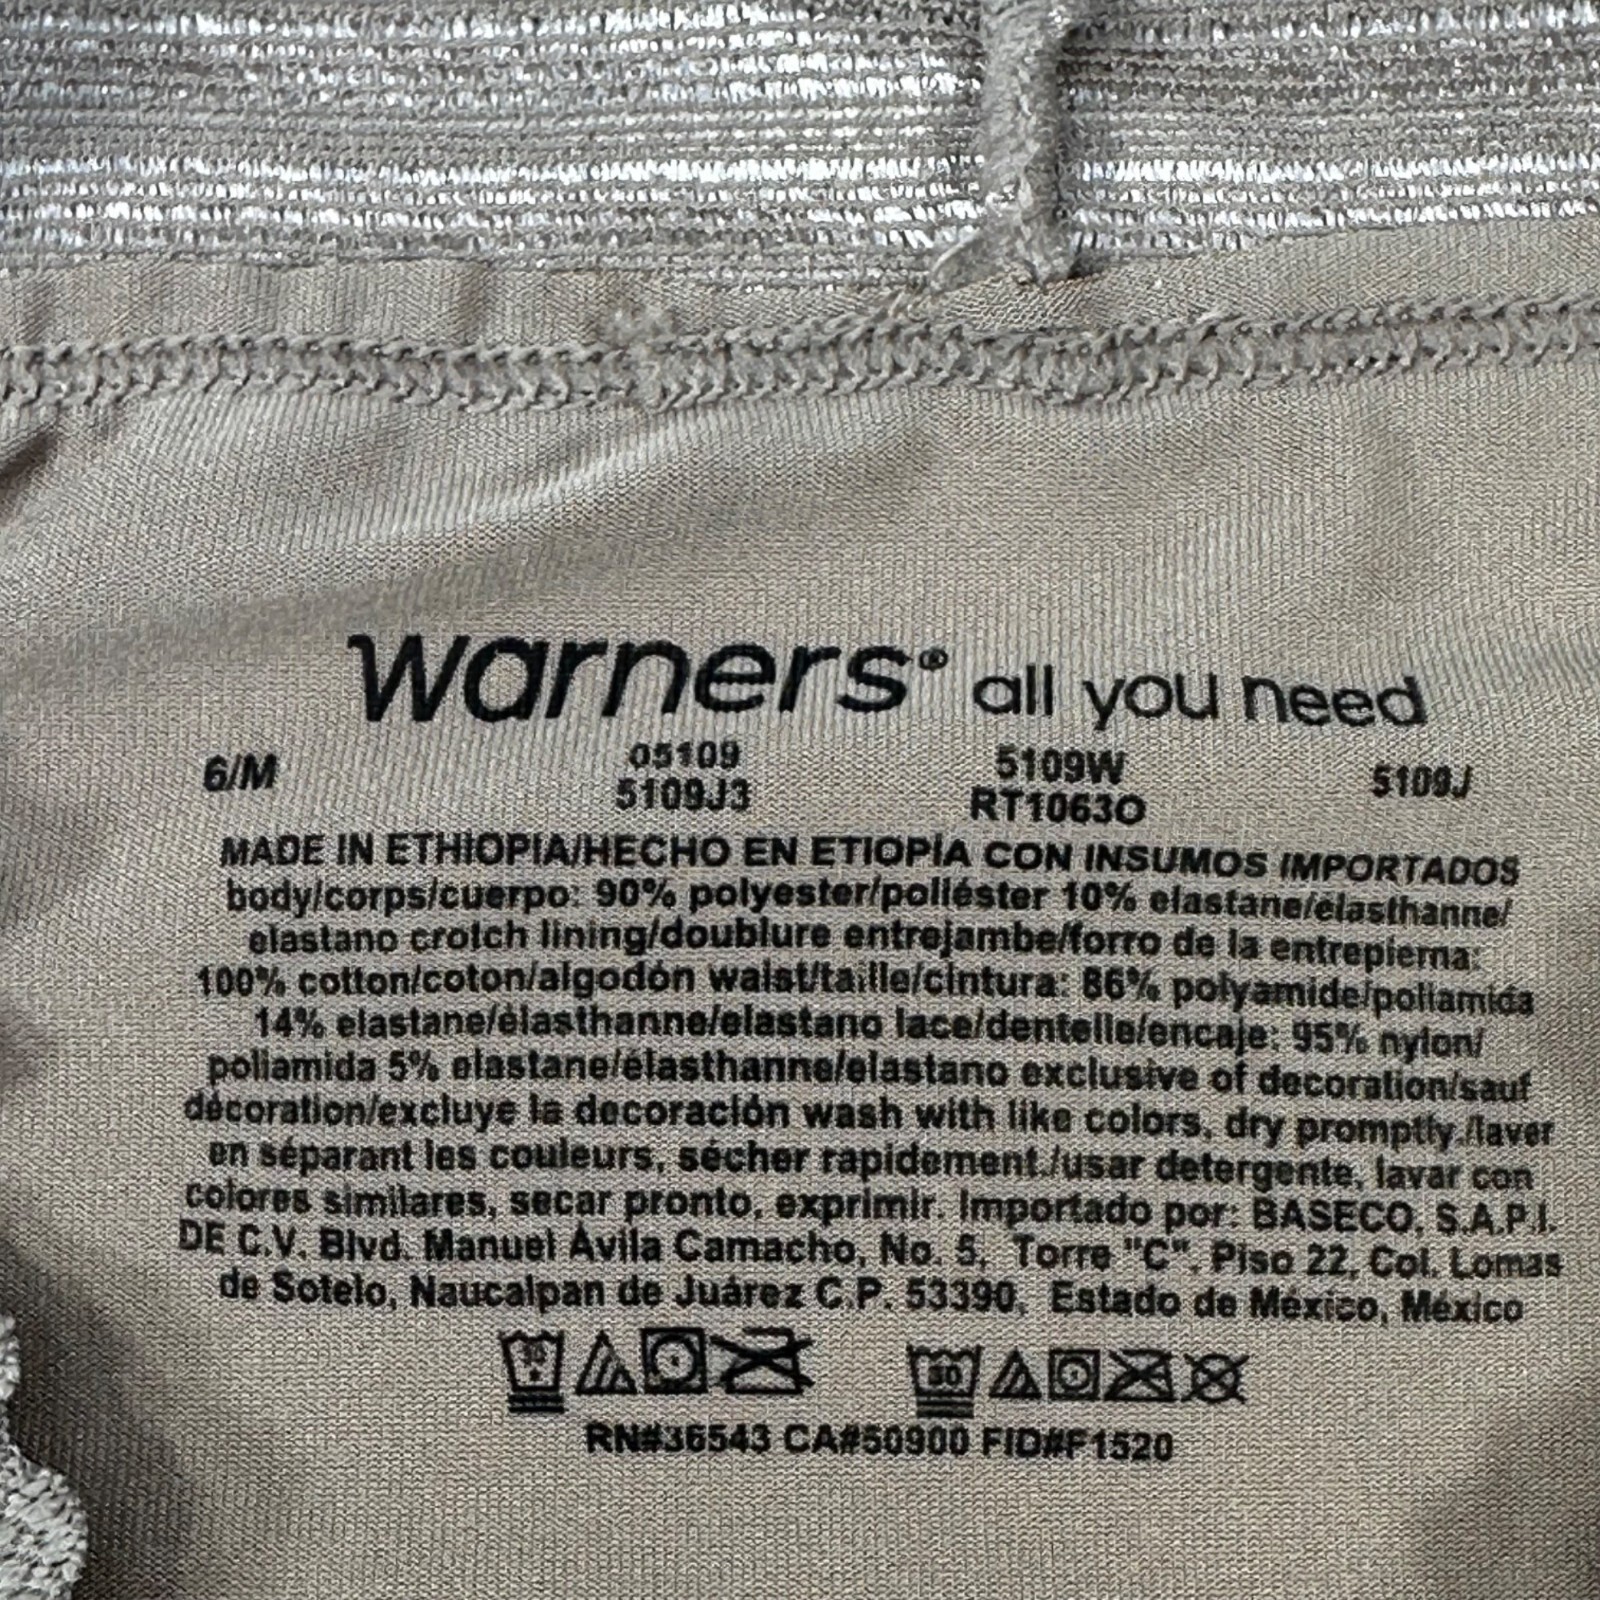 warners® all you need
6/M 05109 5109W 5109J
5109J3 RT1063O
MADE IN ETHIOPIA/HECHO EN ETIOPÍA CON INSUMOS IMPORTADOS
body/corps/cuerpo: 90% polyester/poliéster 10% elastane/élasthanne/
elastano crotch lining/doublure entrejambe/forro de la entrepierna:
100% cotton/coton/algodón waist/taille/cintura: 86% polyamide/poliamida
14% elastane/élasthanne/elastano lace/dentelle/encaje: 95% nylon/
poliamida 5% elastane/élasthanne/elastano exclusive of decoration/sauf
décoration/excluye la decoración wash with like colors, dry promptly./laver
en séparant les couleurs, sécher rapidement./usar detergente, lavar con
colores similares, secar pronto, exprimir. Importado por: BASECO, S.A.P.I.
DE C.V. Blvd. Manuel Ávila Camacho, No. 5, Torre "C", Piso 22, Col. Lomas
de Sotelo, Naucalpan de Juárez C.P. 53390, Estado de México, México
30 30
RN#36543 CA#50900 FID#F1520